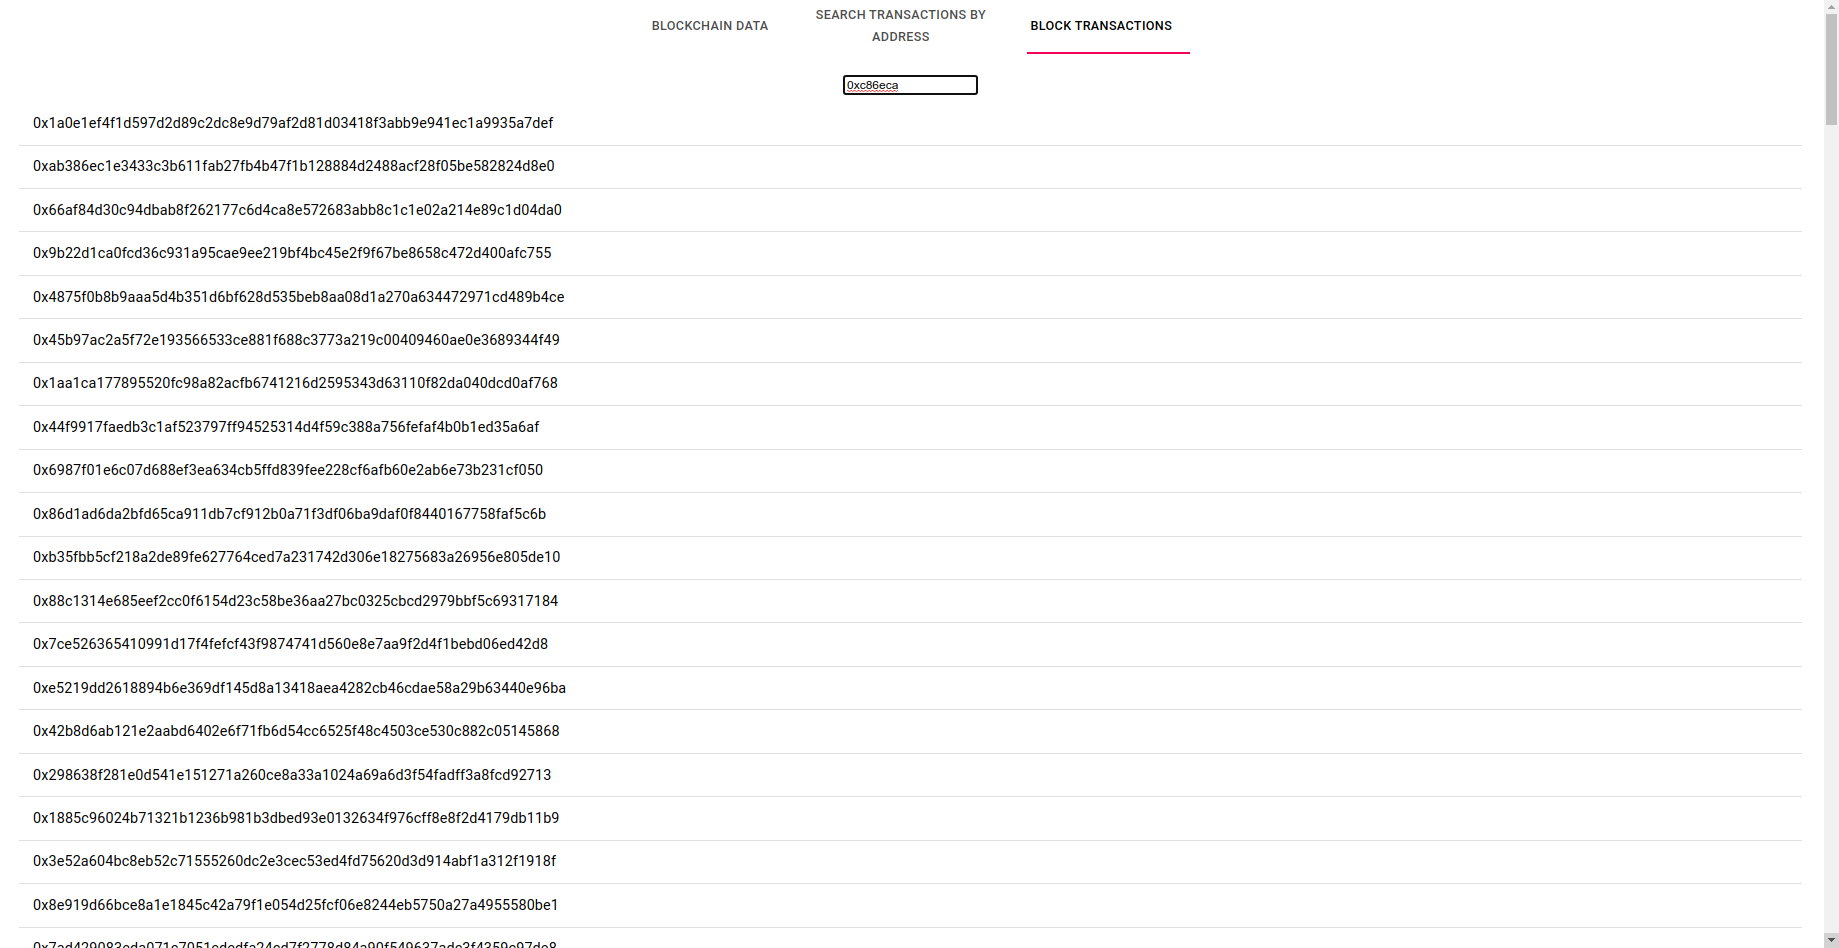 BLOCKCHAIN DATA
SEARCH TRANSACTIONS BY
ADDRESS
BLOCK TRANSACTIONS
0xc86eca
0x1a0e1ef4f1d597d2d89c2dc8e9d79af2d81d03418f3abb9e941ec1a9935a7def
0xab386ec1e3433c3b611fab27fb4b47f1b128884d2488acf28f05be582824d8e0
0x66af84d30c94dbab8f262177c6d4ca8e572683abb8c1c1e02a214e89c1d04da0
0x9b22d1ca0fcd36c931a95cae9ee219bf4bc45e2f9f67be8658c472d400afc755
0x4875f0b8b9aaa5d4b351d6bf628d535beb8aa08d1a270a634472971cd489b4ce
0x45b97ac2a5f72e193566533ce881f688c3773a219c00409460ae0e3689344f49
0x1aa1ca177895520fc98a82acfb6741216d2595343d63110f82da040dcd0af768
0x44f9917faedb3c1af523797ff94525314d4f59c388a756fefaf4b0b1ed35a6af
0x6987f01e6c07d688ef3ea634cb5ffd839fee228cf6afb60e2ab6e73b231cf050
0x86d1ad6da2bfd65ca911db7cf912b0a71f3df06ba9daf0f8440167758faf5c6b
0xb35fbb5cf218a2de89fe627764ced7a231742d306e18275683a26956e805de10
0x88c1314e685eef2cc0f6154d23c58be36aa27bc0325cbcd2979bbf5c69317184
0x7ce526365410991d17f4fefcf43f9874741d560e8e7aa9f2d4f1bebd06ed42d8
0xe5219dd2618894b6e369df145d8a13418aea4282cb46cdae58a29b63440e96ba
0x42b8d6ab121e2aabd6402e6f71fb6d54cc6525f48c4503ce530c882c05145868
0x298638f281e0d541e151271a260ce8a33a1024a69a6d3f54fadff3a8fcd92713
0x1885c96024b71321b1236b981b3dbed93e0132634f976cff8e8f2d4179db11b9
0x3e52a604bc8eb52c71555260dc2e3cec53ed4fd75620d3d914abf1a312f1918f
0x8e919d66bce8a1e1845c42a79f1e054d25fcf06e8244eb5750a27a4955580be1